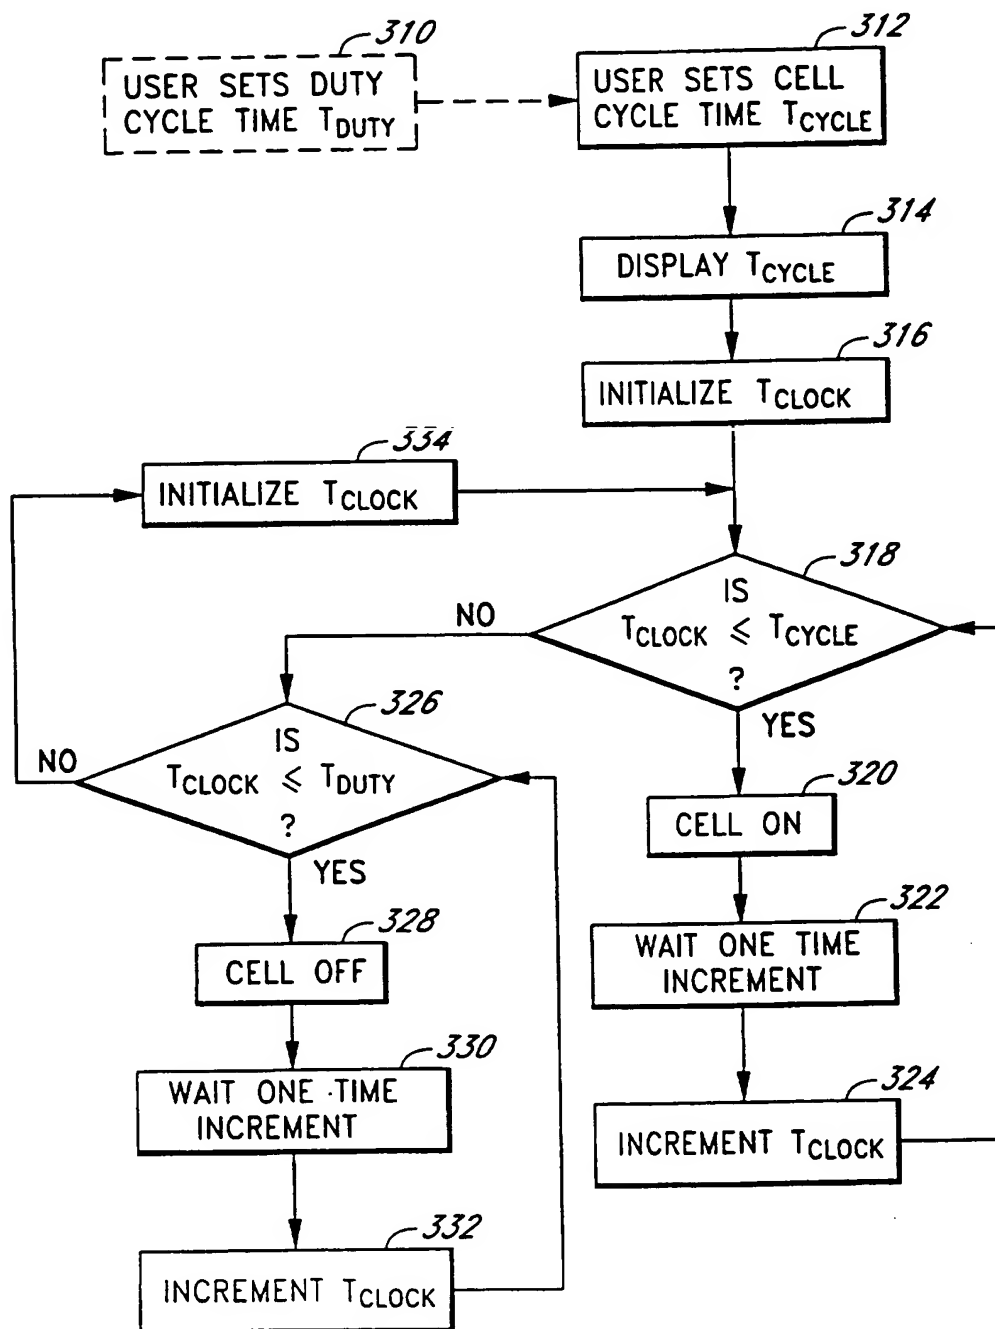 310
USER SETS DUTY
CYCLE TIME TDUTY
312
USER SETS CELL
CYCLE TIME TCYCLE
314
DISPLAY TCYCLE
316
INITIALIZE TCLOCK
334
INITIALIZE TCLOCK
318
IS
TCLOCK ≤ TCYCLE
?
NO
YES
326
IS
TCLOCK ≤ TDUTY
?
NO
YES
320
CELL ON
322
WAIT ONE TIME
INCREMENT
324
INCREMENT TCLOCK
328
CELL OFF
330
WAIT ONE TIME
INCREMENT
332
INCREMENT TCLOCK